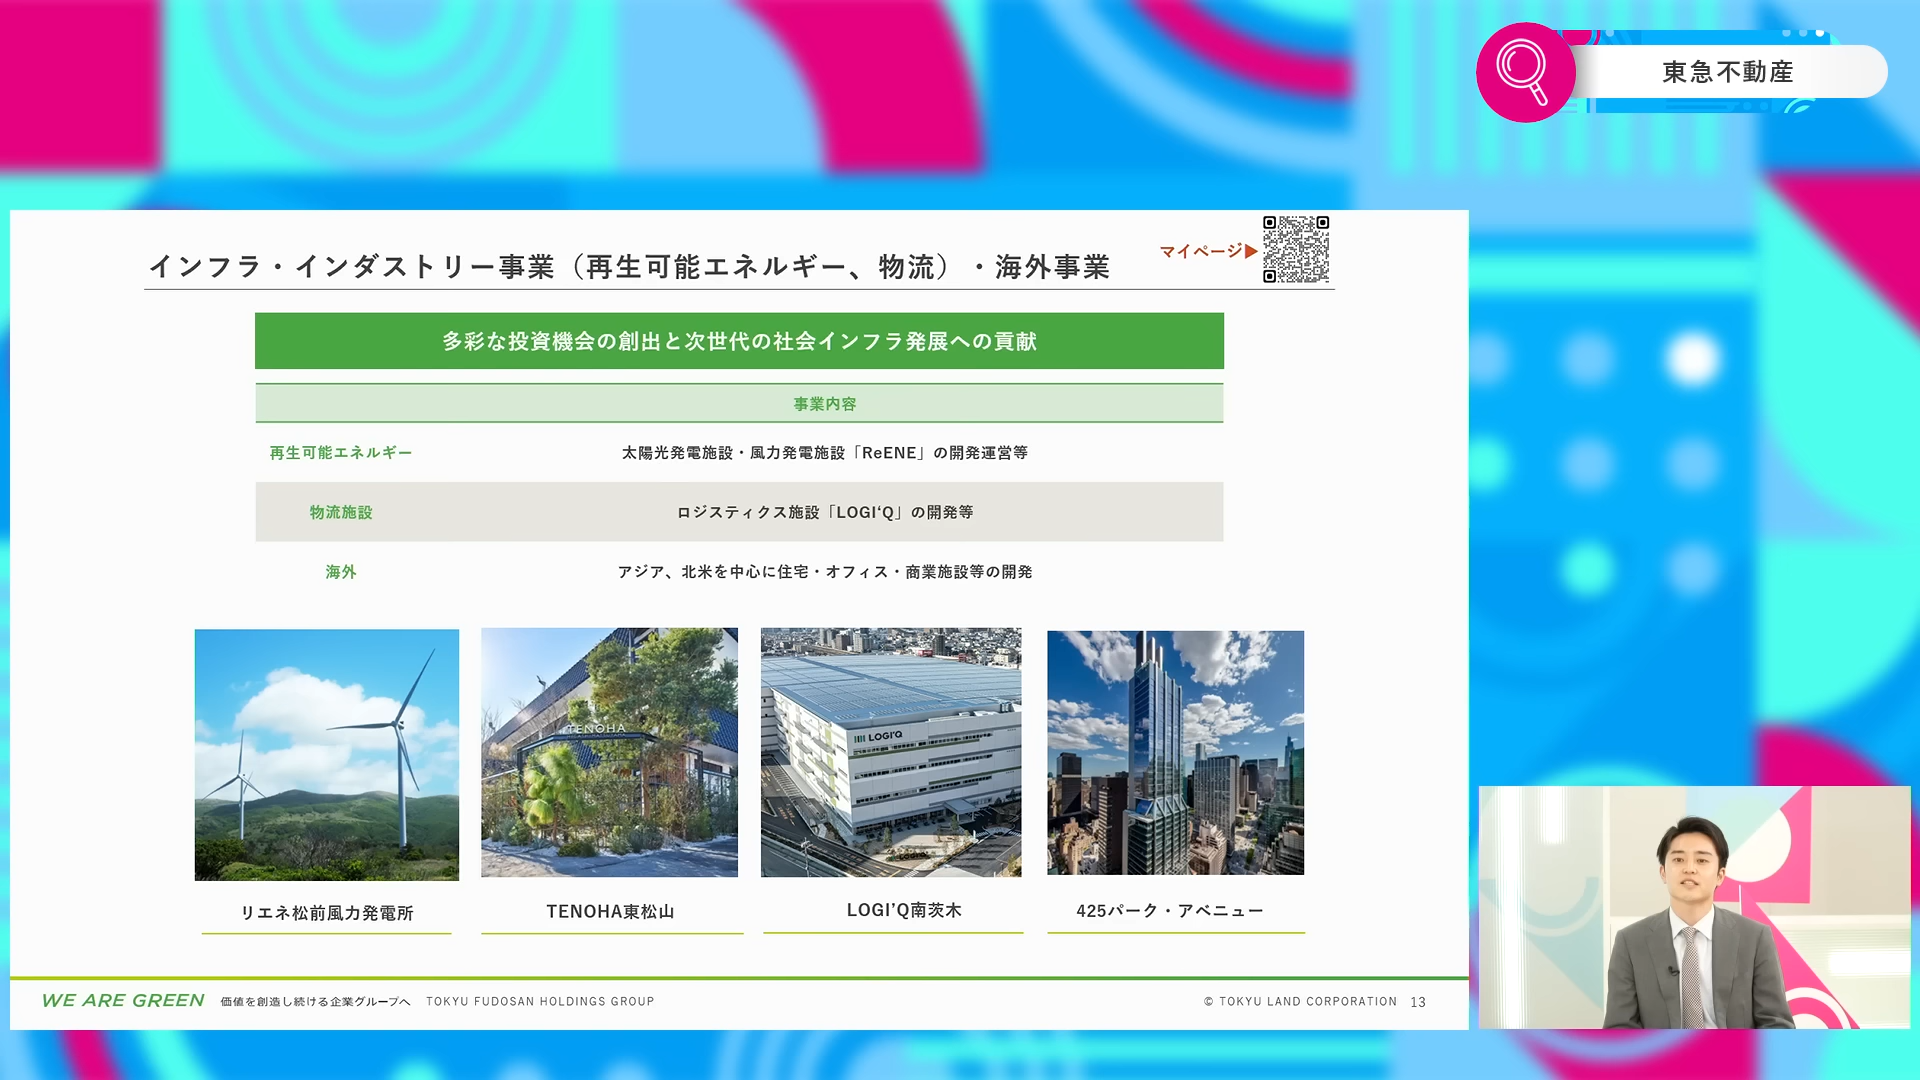 東急不動産
マイページ▶
インフラ・インダストリー事業（再生可能エネルギー、物流）・海外事業
多彩な投資機会の創出と次世代の社会インフラ発展への貢献
事業内容
再生可能エネルギー 太陽光発電施設・風力発電施設「ReENE」の開発運営等
物流施設 ロジスティクス施設「LOGI‘Q」の開発等
海外 アジア、北米を中心に住宅・オフィス・商業施設等の開発
TENOHA
LOGI'Q
リエネ松前風力発電所
TENOHA東松山
LOGI’Q南茨木
425パーク・アベニュー
WE ARE GREEN 価値を創造し続ける企業グループへ TOKYU FUDOSAN HOLDINGS GROUP
© TOKYU LAND CORPORATION 13